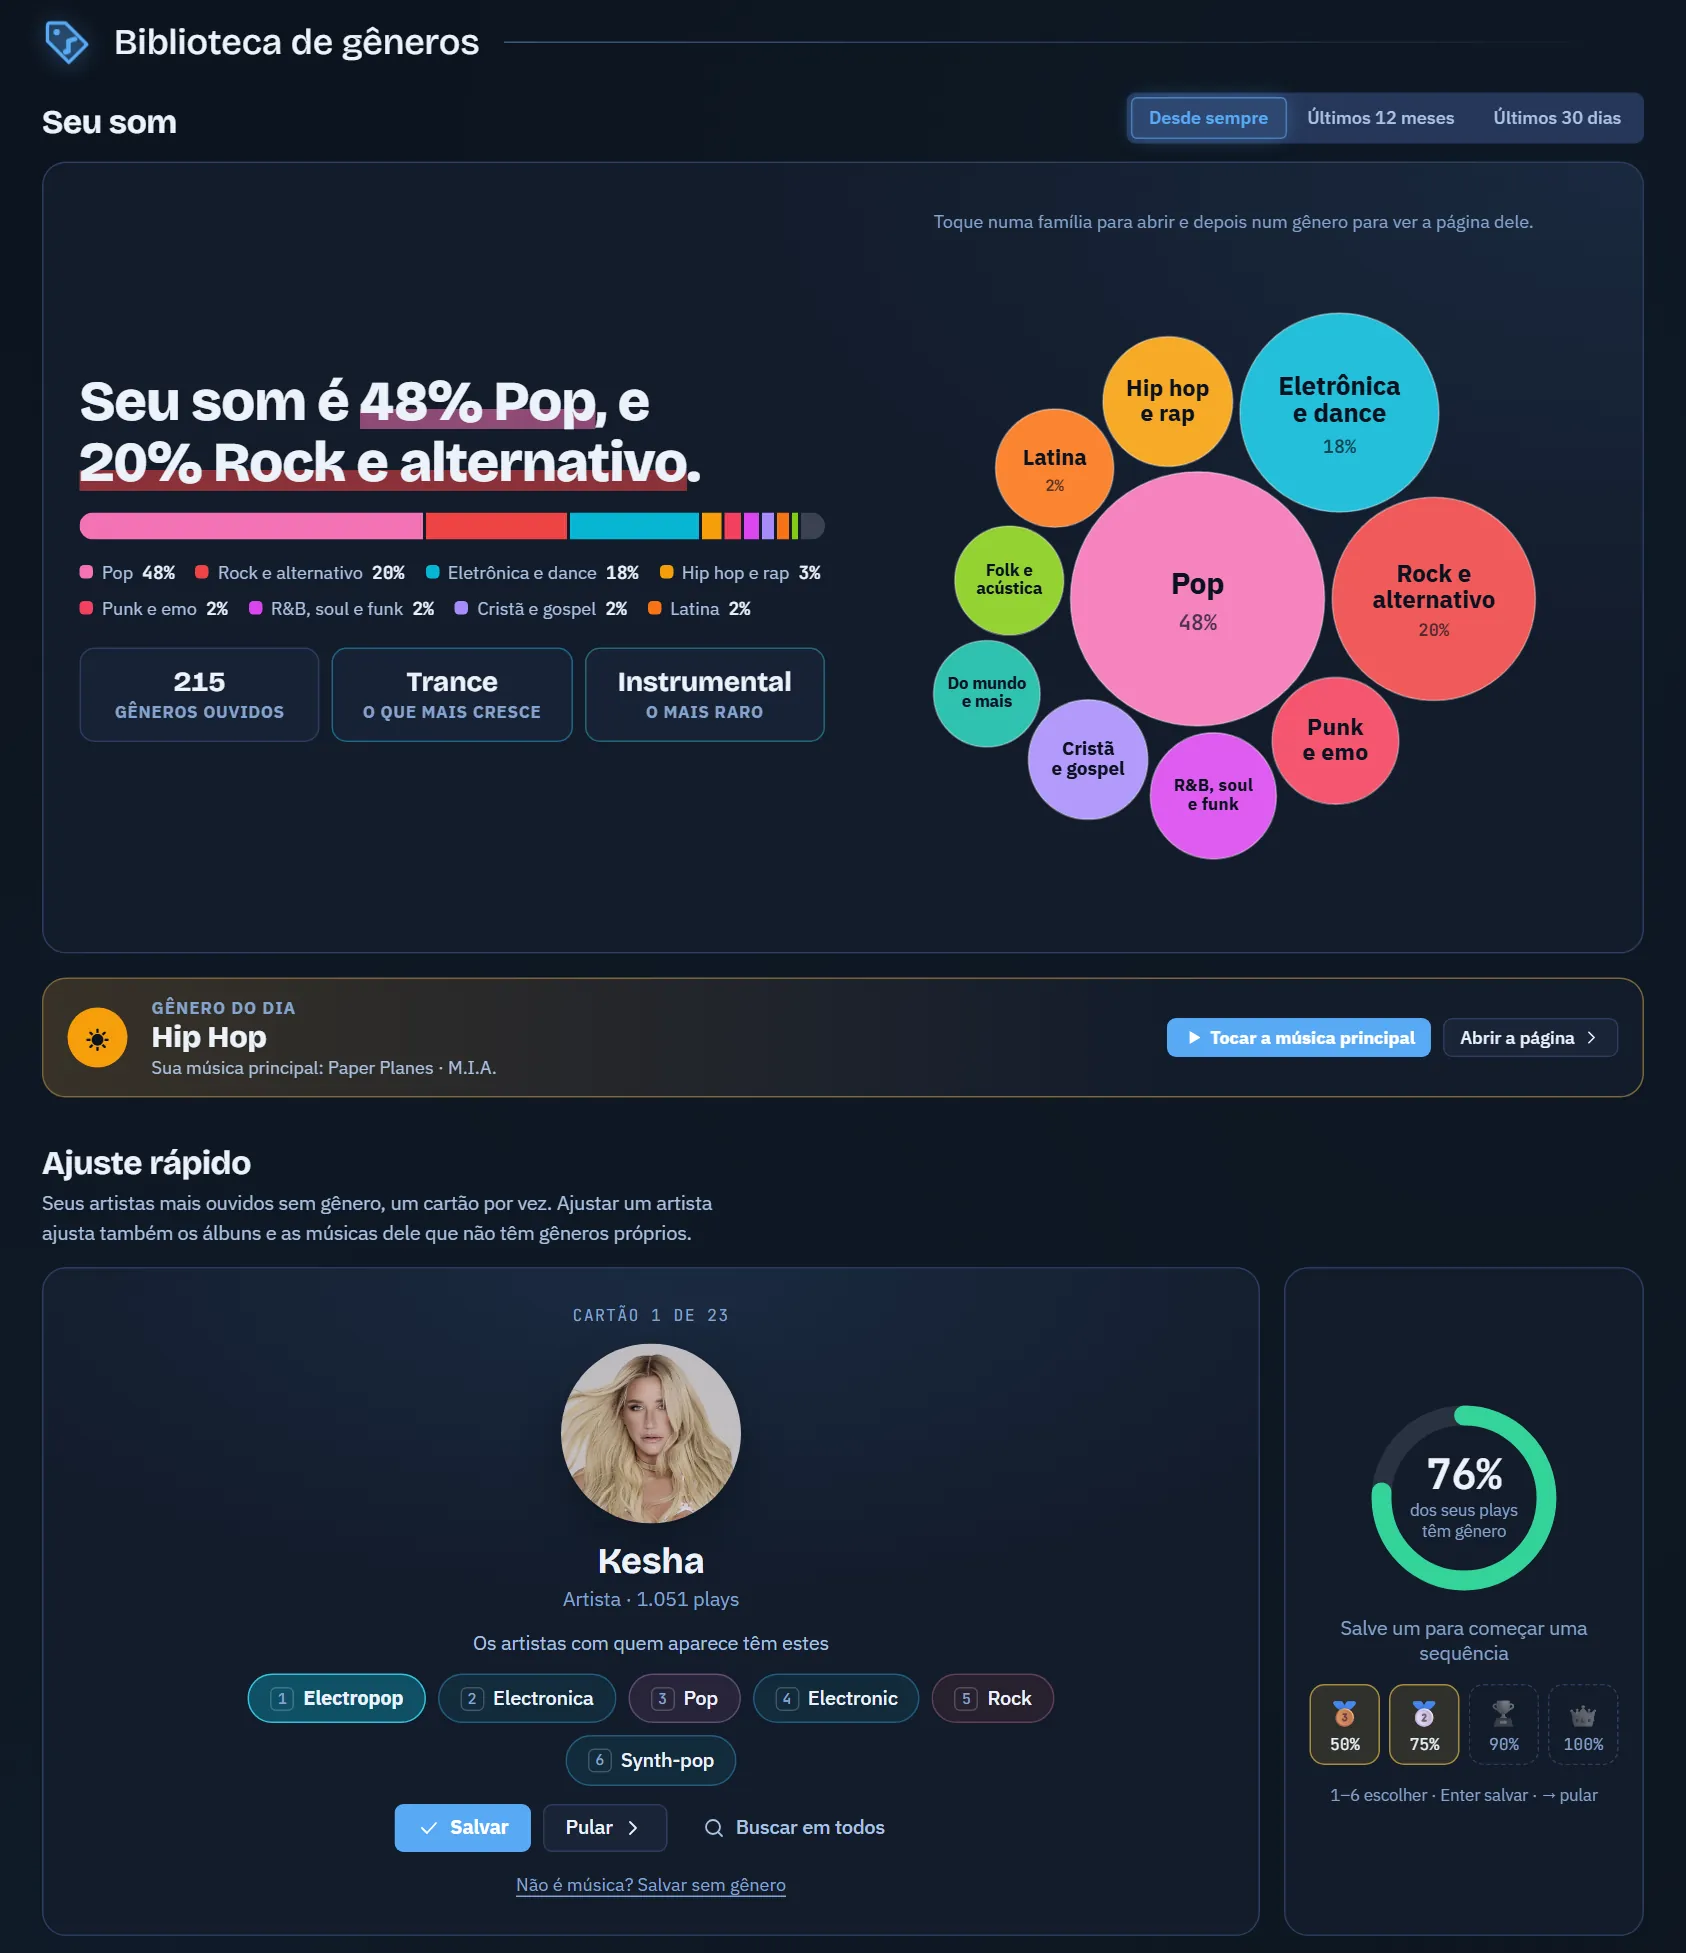 Biblioteca de gêneros
Seu som
Desde sempre
Últimos 12 meses
Últimos 30 dias
Toque numa família para abrir e depois num gênero para ver a página dele.
Seu som é 48% Pop, e
20% Rock e alternativo.
Pop 48%
Rock e alternativo 20%
Eletrônica e dance 18%
Hip hop e rap 3%
Punk e emo 2%
R&B, soul e funk 2%
Cristã e gospel 2%
Latina 2%
215
GÊNEROS OUVIDOS
Trance
O QUE MAIS CRESCE
Instrumental
O MAIS RARO
Hip hop
e rap
Eletrônica
e dance
18%
Latina
2%
Folk e
acústica
Pop
48%
Rock e
alternativo
20%
Do mundo
e mais
Cristã
e gospel
R&B, soul
e funk
Punk
e emo
GÊNERO DO DIA
Hip Hop
Sua música principal: Paper Planes · M.I.A.
Tocar a música principal
Abrir a página
Ajuste rápido
Seus artistas mais ouvidos sem gênero, um cartão por vez. Ajustar um artista
ajusta também os álbuns e as músicas dele que não têm gêneros próprios.
CARTÃO 1 DE 23
Kesha
Artista · 1.051 plays
Os artistas com quem aparece têm estes
1 Electropop
2 Electronica
3 Pop
4 Electronic
5 Rock
6 Synth-pop
Salvar
Pular
Buscar em todos
Não é música? Salvar sem gênero
76%
dos seus plays
têm gênero
Salve um para começar uma
sequência
3
50%
2
75%
90%
100%
1–6 escolher · Enter salvar · → pular